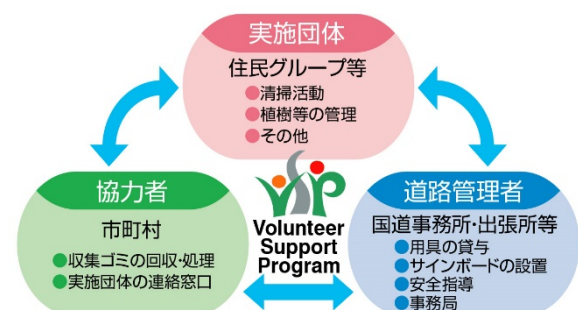 実施団体
住民グループ等
●清掃活動
●植樹等の管理
●その他
協力者
市町村
●収集ゴミの回収・処理
●実施団体の連絡窓口
VSP
Volunteer
Support
Program
道路管理者
国道事務所・出張所等
●用具の貸与
●サインボードの設置
●安全指導
●事務局